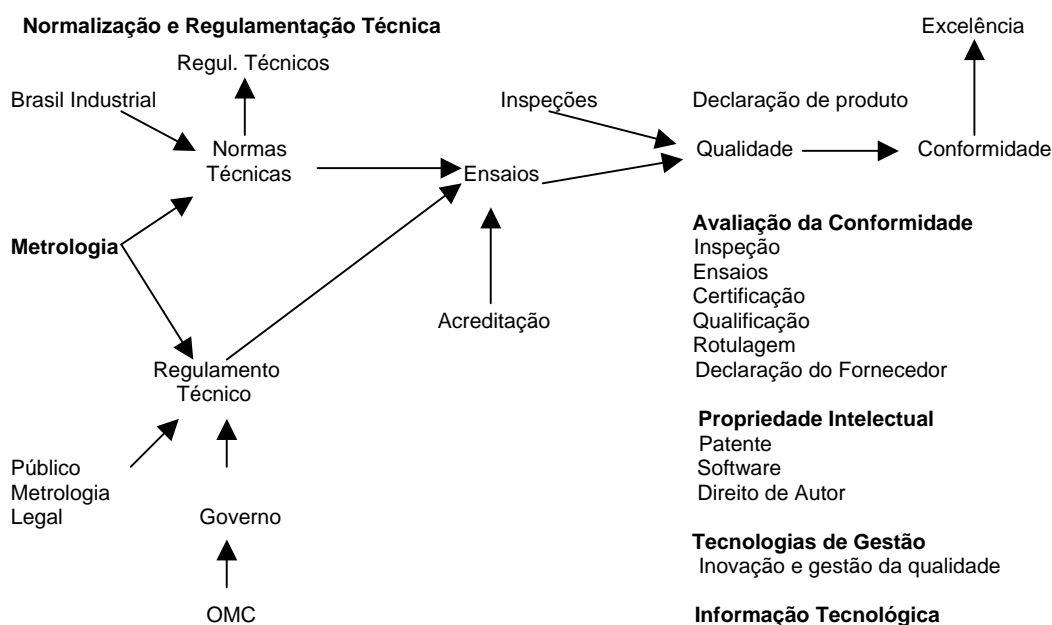 Normalização e Regulamentação Técnica
Excelência
Regul. Técnicos
Brasil Industrial
Inspeções
Declaração de produto
Normas
Técnicas
Ensaios
Qualidade
Conformidade
Metrologia
Acreditação
Regulamento
Técnico
Público
Metrologia
Legal
Governo
OMC
Avaliação da Conformidade
Inspeção
Ensaios
Certificação
Qualificação
Rotulagem
Declaração do Fornecedor
Propriedade Intelectual
Patente
Software
Direito de Autor
Tecnologias de Gestão
Inovação e gestão da qualidade
Informação Tecnológica